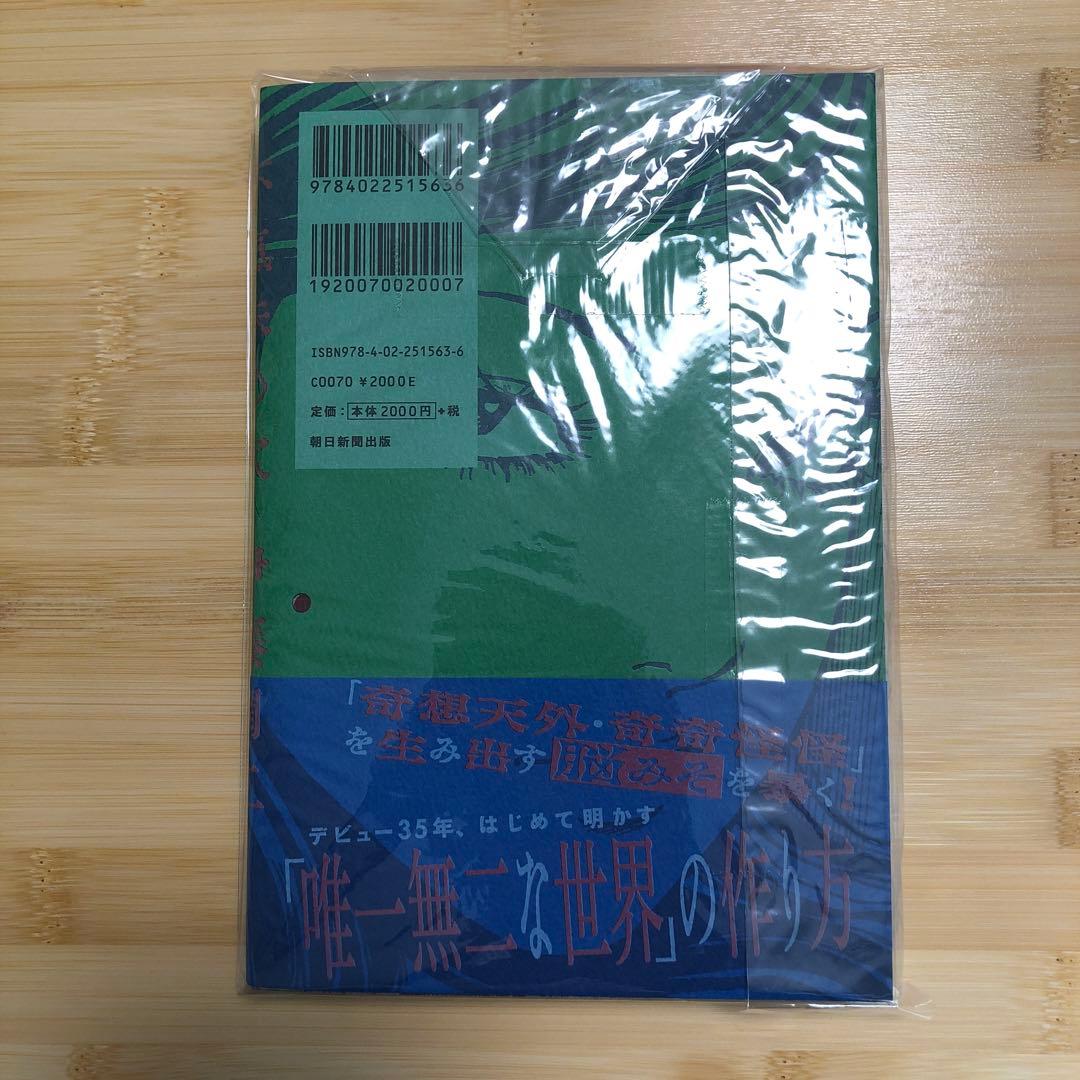 9784022515636
1920070020007
ISBN978-4-02-251563-6
C0070 ¥2000E
定価：本体2000円+税
朝日新聞出版
「奇想天外・奇奇怪怪」
を生み出す脳みそを暴く！
デビュー35年、はじめて明かす
「唯一無二な世界」の作り方